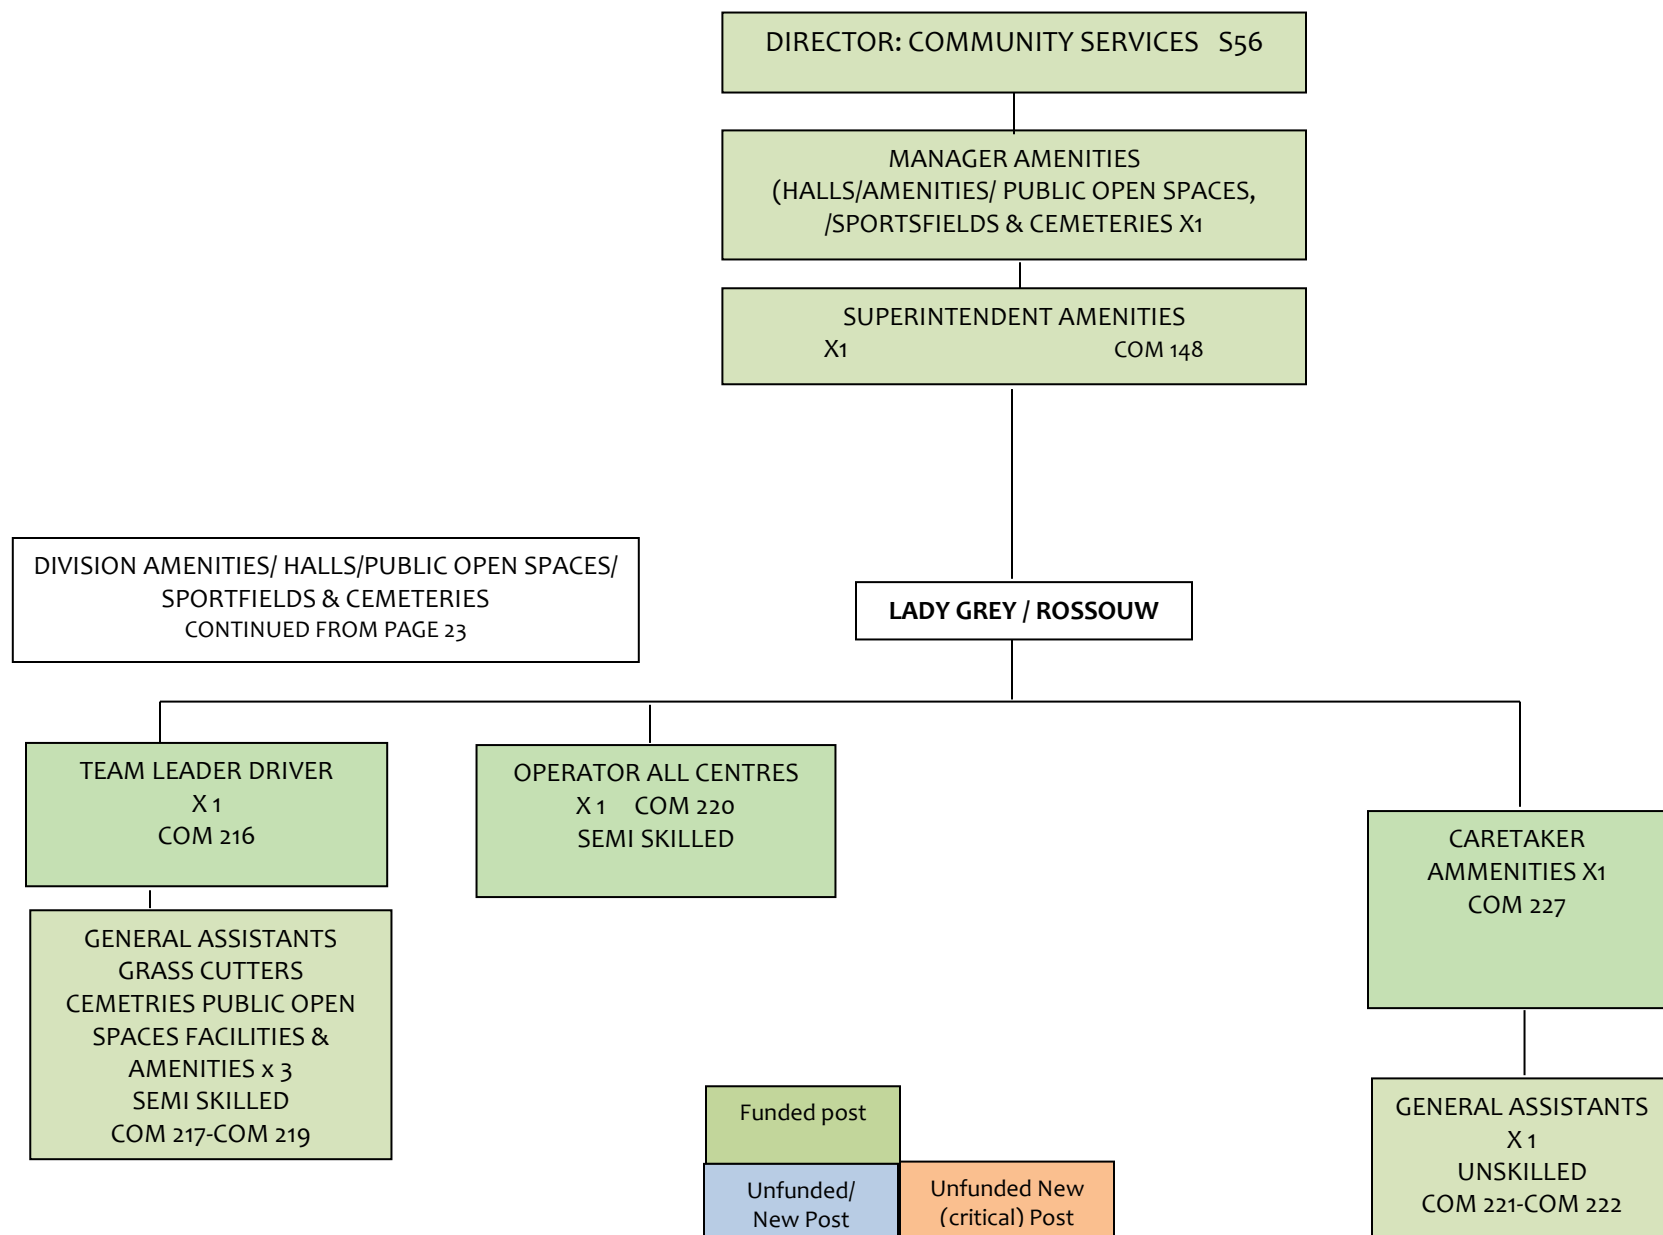 DIRECTOR: COMMUNITY SERVICES S56
MANAGER AMENITIES
(HALLS/AMENITIES/ PUBLIC OPEN SPACES,
/SPORTSFIELDS & CEMETERIES X1
SUPERINTENDENT AMENITIES
X1 COM 148
DIVISION AMENITIES/ HALLS/PUBLIC OPEN SPACES/
SPORTFIELDS & CEMETERIES
CONTINUED FROM PAGE 23
LADY GREY / ROSSOUW
TEAM LEADER DRIVER
X 1
COM 216
OPERATOR ALL CENTRES
X 1 COM 220
SEMI SKILLED
CARETAKER
AMMENITIES X1
COM 227
GENERAL ASSISTANTS
GRASS CUTTERS
CEMETRIES PUBLIC OPEN
SPACES FACILITIES &
AMENITIES x 3
SEMI SKILLED
COM 217-COM 219
GENERAL ASSISTANTS
X 1
UNSKILLED
COM 221-COM 222
Funded post
Unfunded/
New Post
Unfunded New
(critical) Post